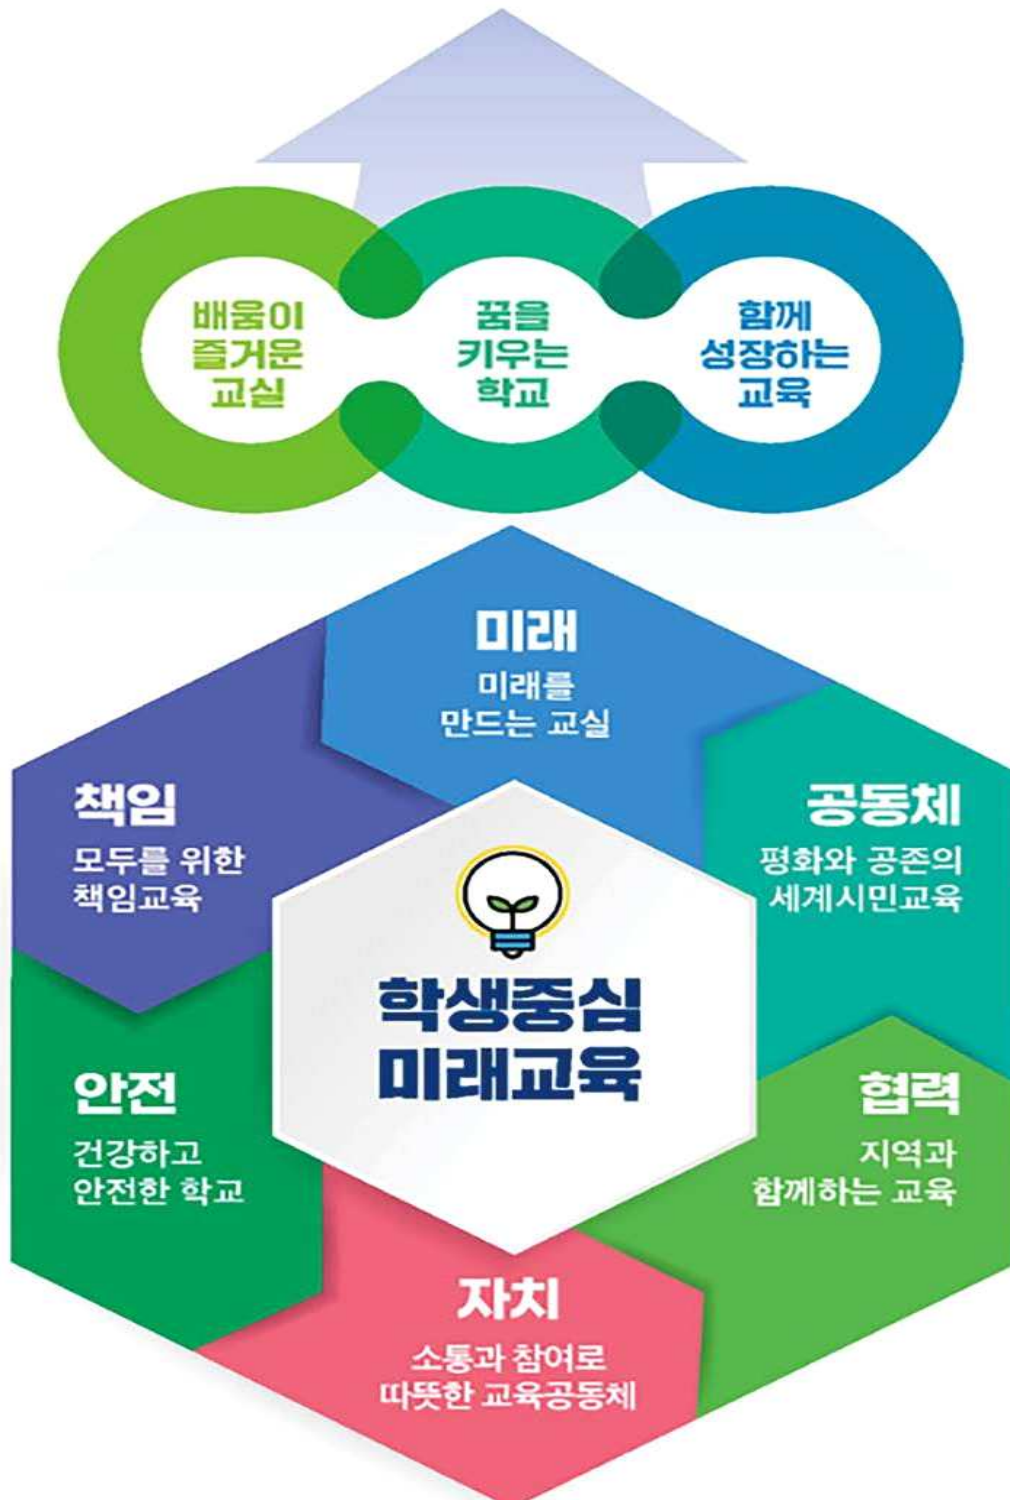 배움이
즐거운
교실
꿈을
키우는
학교
함께
성장하는
교육
미래
미래를
만드는 교실
책임
모두를 위한
책임교육
공동체
평화와 공존의
세계시민교육
학생중심
미래교육
안전
건강하고
안전한 학교
협력
지역과
함께하는 교육
자치
소통과 참여로
따뜻한 교육공동체